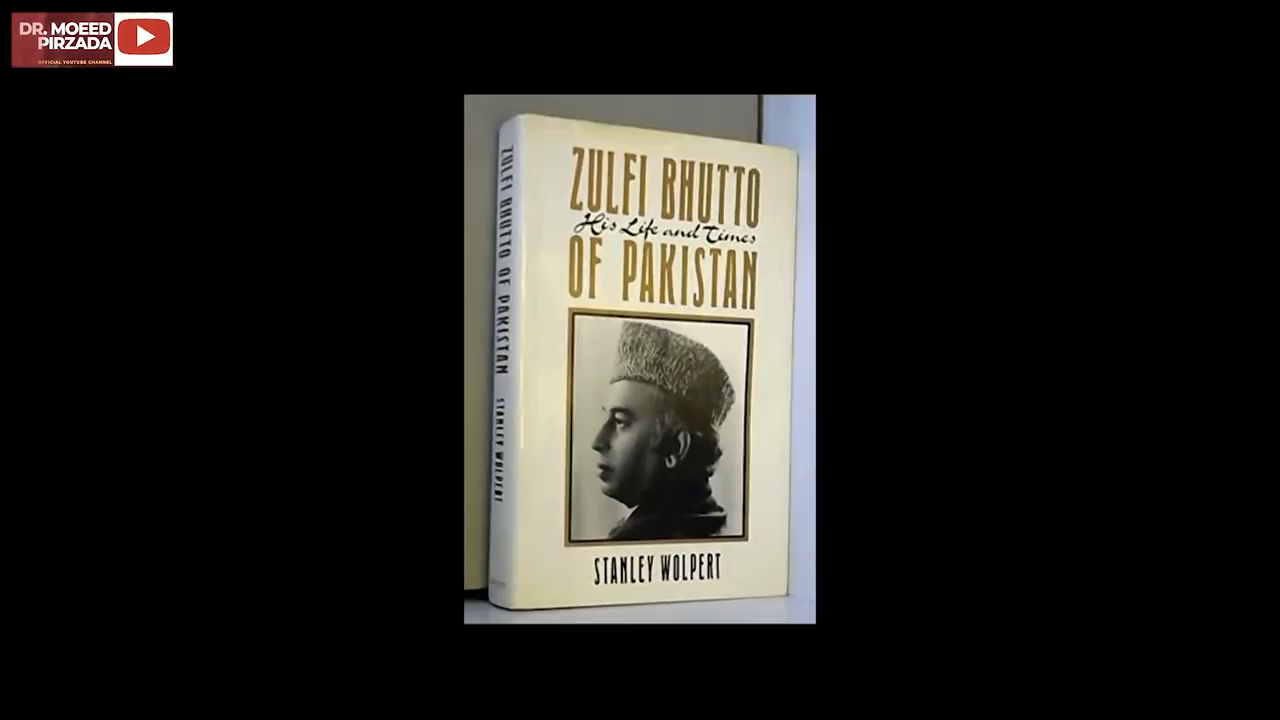 DR. MOEED
PIRZADA
OFFICIAL YOUTUBE CHANNEL
ZULFI BHUTTO OF PAKISTAN STANLEY WOLPERT
ZULFI BHUTTO
His Life and Times
OF PAKISTAN
STANLEY WOLPERT